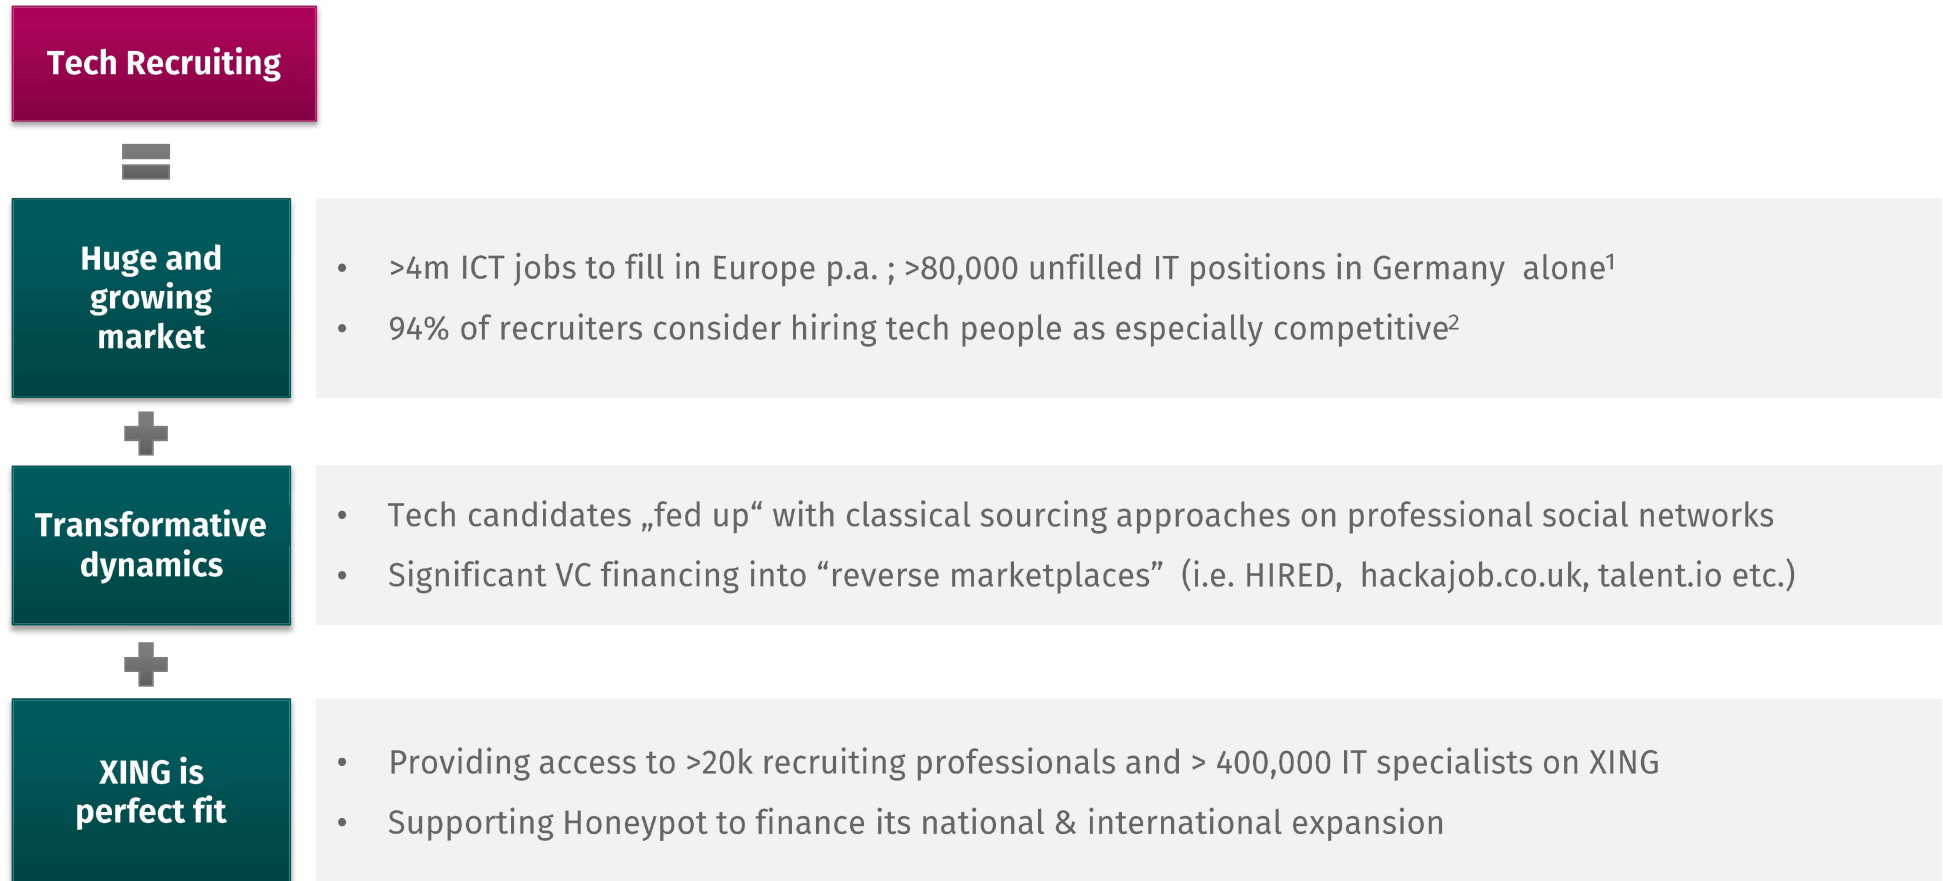 Tech Recruiting
Huge and
growing
market
• >4m ICT jobs to fill in Europe p.a. ; >80,000 unfilled IT positions in Germany  alone¹
• 94% of recruiters consider hiring tech people as especially competitive²
Transformative
dynamics
• Tech candidates „fed up“ with classical sourcing approaches on professional social networks
• Significant VC financing into “reverse marketplaces”  (i.e. HIRED,  hackajob.co.uk, talent.io etc.)
XING is
perfect fit
• Providing access to >20k recruiting professionals and > 400,000 IT specialists on XING
• Supporting Honeypot to finance its national & international expansion